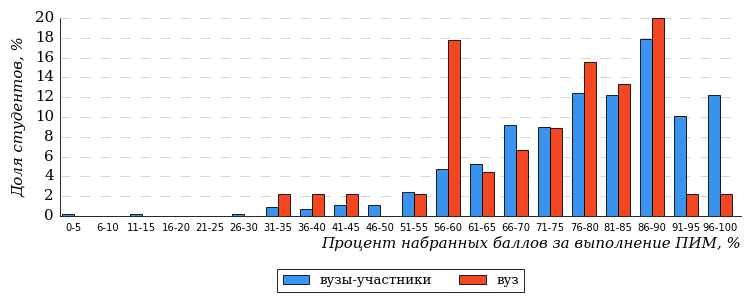 Доля студентов, %
20
18
16
14
12
10
8
6
4
2
0
0-5 6-10 11-15 16-20 21-25 26-30 31-35 36-40 41-45 46-50 51-55 56-60 61-65 66-70 71-75 76-80 81-85 86-90 91-95 96-100
Процент набранных баллов за выполнение ПИМ, %
вузы-участники вуз